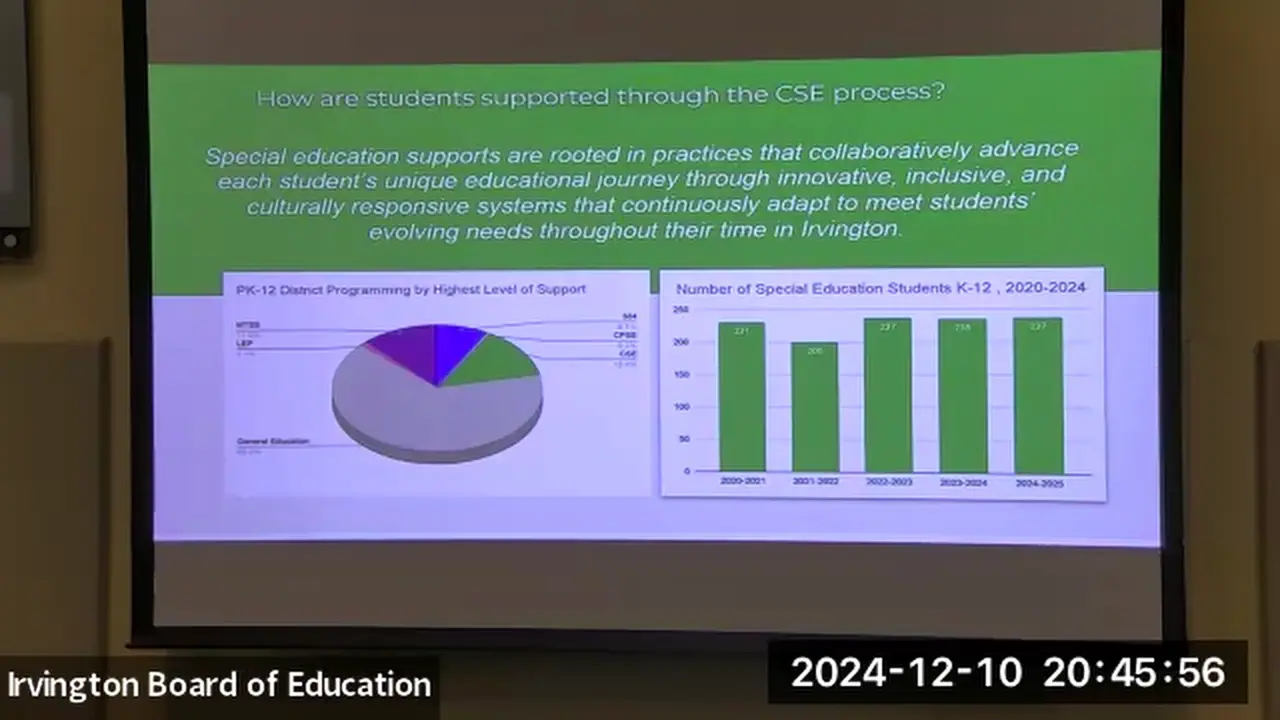 How are students supported through the CSE process?
Special education supports are rooted in practices that collaboratively advance
each student's unique educational journey through innovative, inclusive, and
culturally responsive systems that continuously adapt to meet students'
evolving needs throughout their time in Irvington.
PK-12 District Programming by Highest Level of Support
MTSS
LEP
General Education
504
CPSE
CSE
Number of Special Education Students K-12 , 2020-2024
250
200
150
100
50
0
2020-2021
2021-2022
2022-2023
2023-2024
2024-2025
Irvington Board of Education
2024-12-10 20:45:56